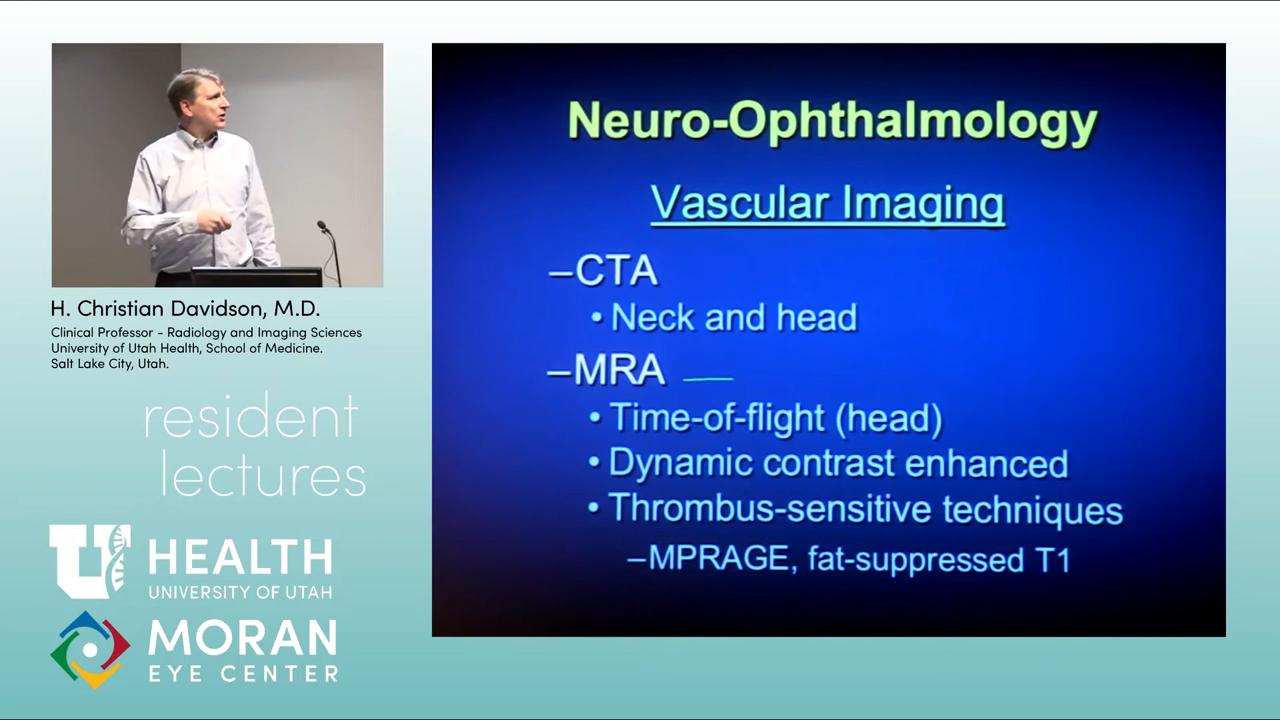 H. Christian Davidson, M.D.
Clinical Professor - Radiology and Imaging Sciences
University of Utah Health, School of Medicine.
Salt Lake City, Utah.
resident
lectures
U HEALTH
UNIVERSITY OF UTAH
MORAN
EYE CENTER
Neuro-Ophthalmology
Vascular Imaging
–CTA
• Neck and head
–MRA
• Time-of-flight (head)
• Dynamic contrast enhanced
• Thrombus-sensitive techniques
–MPRAGE, fat-suppressed T1